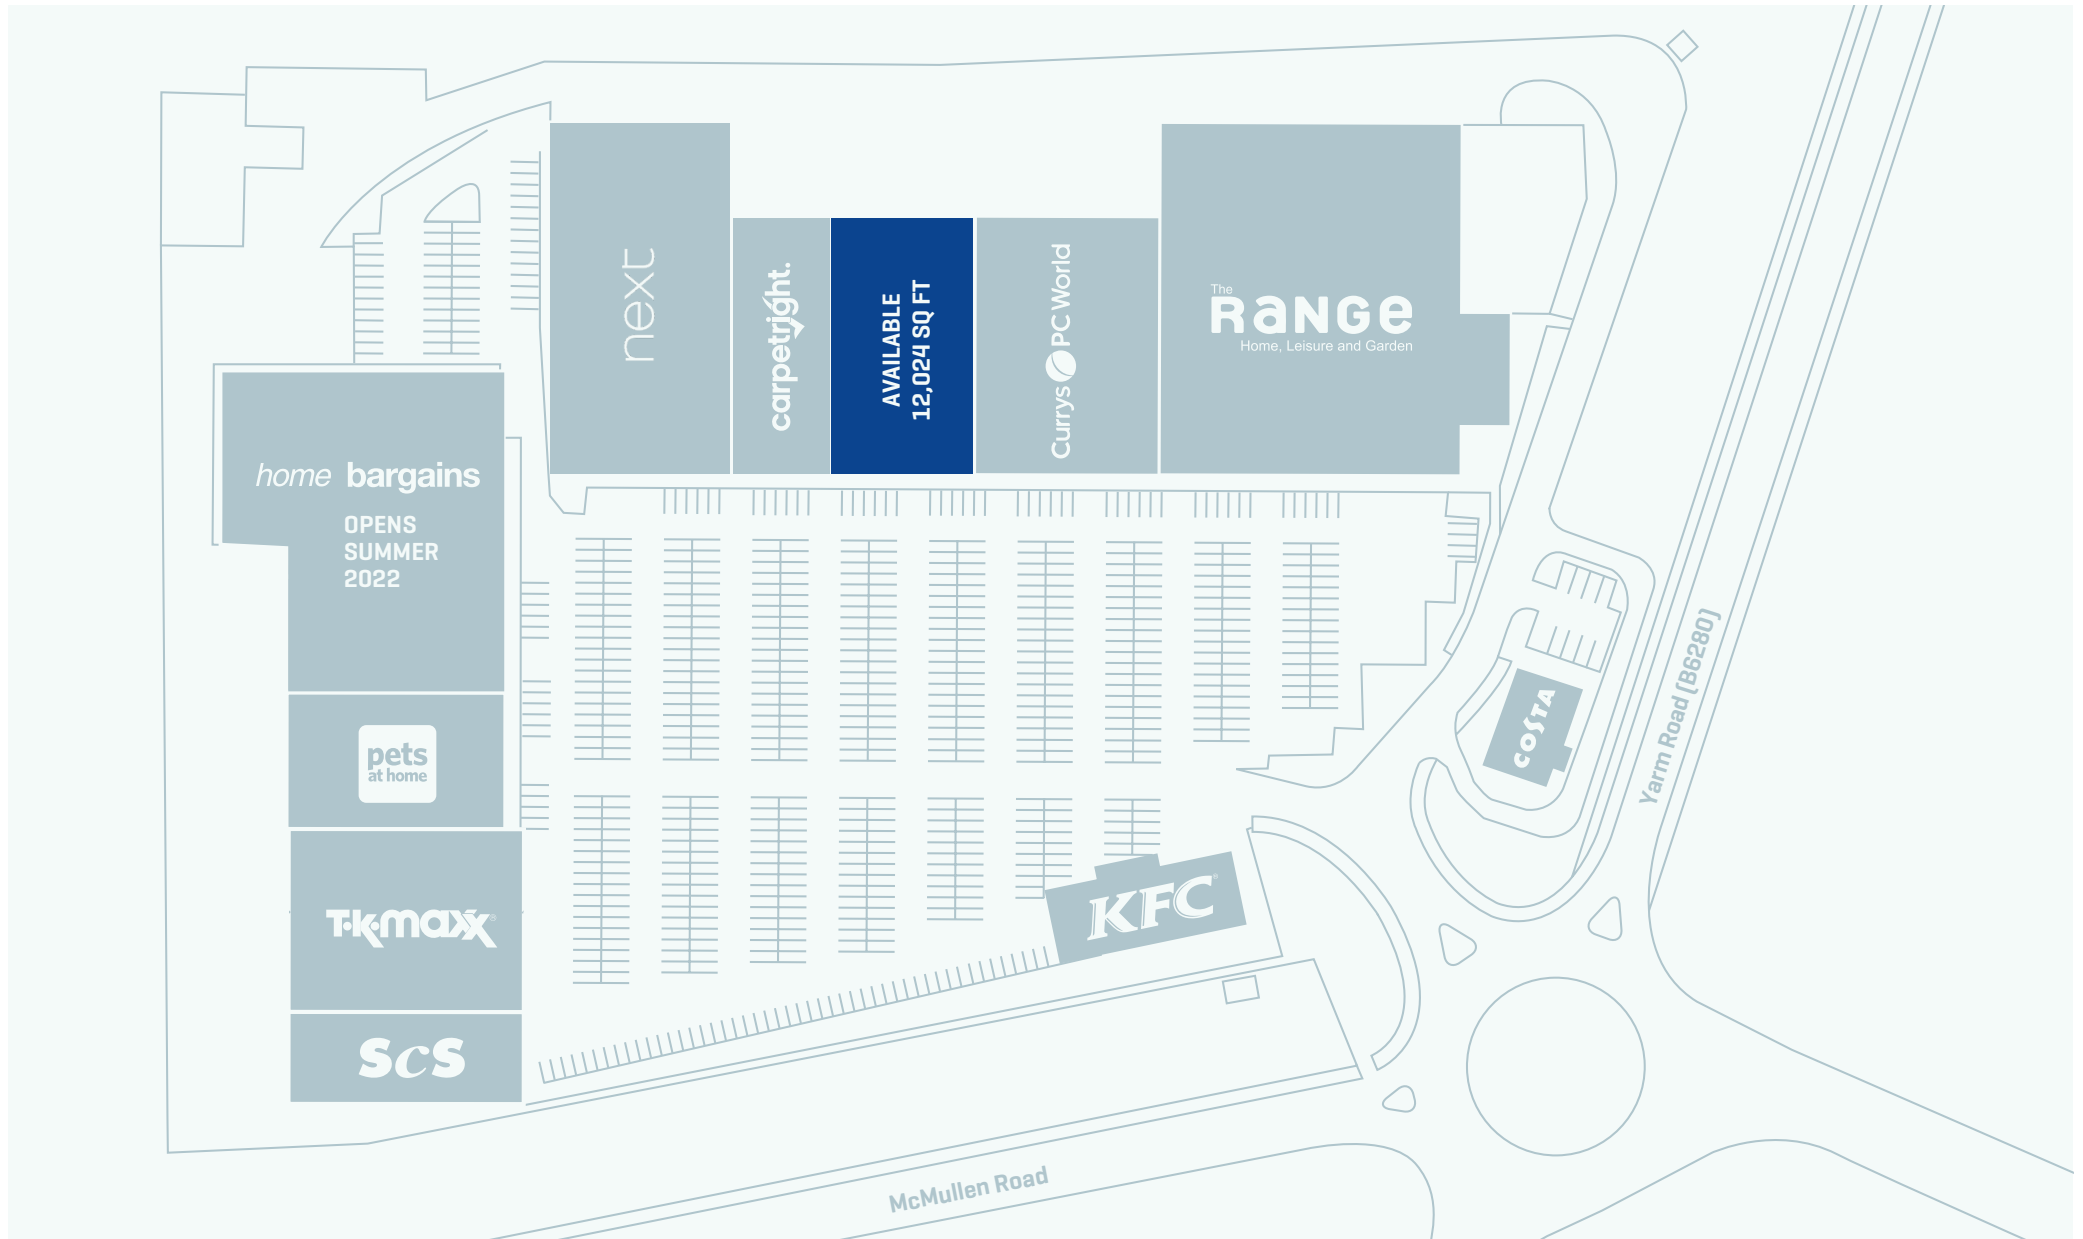 next
carpetright.
AVAILABLE
12,024 SQ FT
Currys PC World
The
RANGE
Home, Leisure and Garden
home bargains
OPENS
SUMMER
2022
pets
at home
T·K·maxx®
ScS
KFC®
COSTA
Yarm Road (B6280)
McMullen Road